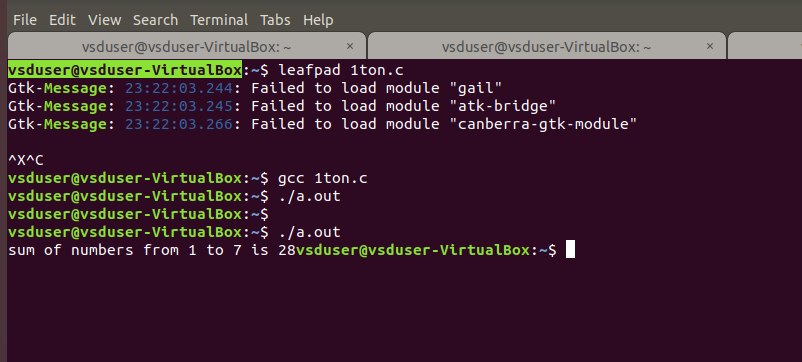 File Edit View Search Terminal Tabs Help
vsduser@vsduser-VirtualBox: ~ × vsduser@vsduser-VirtualBox: ~ ×
vsduser@vsduser-VirtualBox:~$ leafpad 1ton.c
Gtk-Message: 23:22:03.244: Failed to load module "gail"
Gtk-Message: 23:22:03.245: Failed to load module "atk-bridge"
Gtk-Message: 23:22:03.266: Failed to load module "canberra-gtk-module"
^X^C
vsduser@vsduser-VirtualBox:~$ gcc 1ton.c
vsduser@vsduser-VirtualBox:~$ ./a.out
vsduser@vsduser-VirtualBox:~$
vsduser@vsduser-VirtualBox:~$ ./a.out
sum of numbers from 1 to 7 is 28vsduser@vsduser-VirtualBox:~$